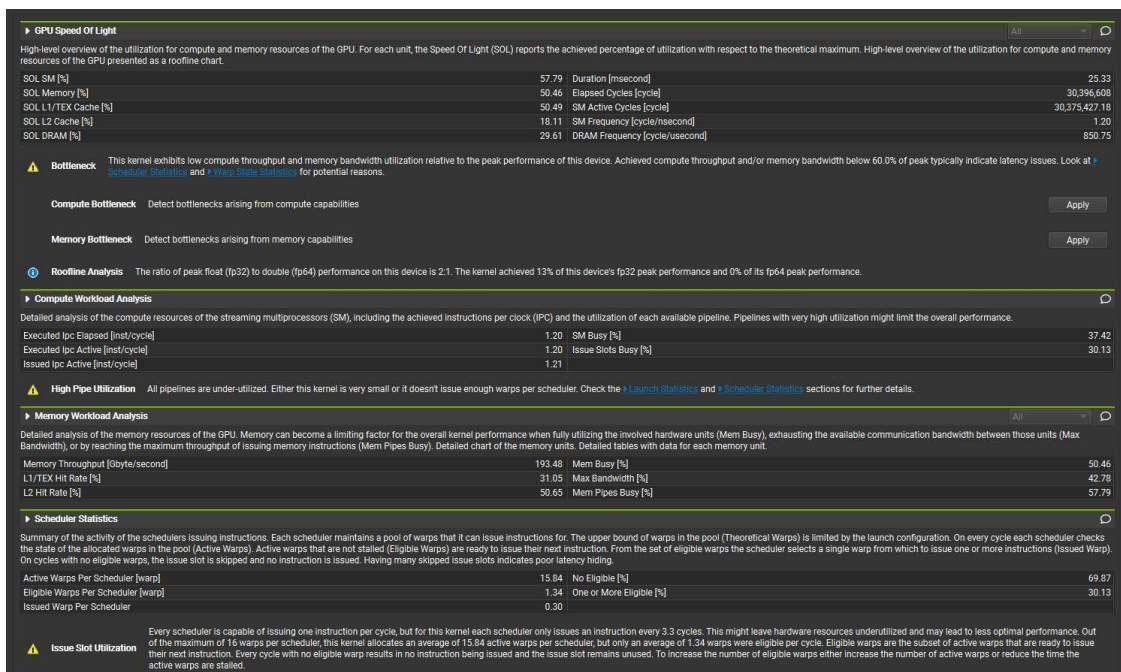 GPU Speed Of Light
All
High-level overview of the utilization for compute and memory resources of the GPU. For each unit, the Speed Of Light (SOL) reports the achieved percentage of utilization with respect to the theoretical maximum. High-level overview of the utilization for compute and memory
resources of the GPU presented as a roofline chart.
SOL SM [%] 57.79 Duration [msecond] 25.33
SOL Memory [%] 50.46 Elapsed Cycles [cycle] 30,396,608
SOL L1/TEX Cache [%] 50.49 SM Active Cycles [cycle] 30,375,427.18
SOL L2 Cache [%] 18.11 SM Frequency [cycle/nsecond] 1.20
SOL DRAM [%] 29.61 DRAM Frequency [cycle/usecond] 850.75
Bottleneck This kernel exhibits low compute throughput and memory bandwidth utilization relative to the peak performance of this device. Achieved compute throughput and/or memory bandwidth below 60.0% of peak typically indicate latency issues. Look at
Scheduler Statistics and Warp State Statistics for potential reasons.
Compute Bottleneck Detect bottlenecks arising from compute capabilities Apply
Memory Bottleneck Detect bottlenecks arising from memory capabilities Apply
Roofline Analysis The ratio of peak float (fp32) to double (fp64) performance on this device is 2:1. The kernel achieved 13% of this device's fp32 peak performance and 0% of its fp64 peak performance.
Compute Workload Analysis
Detailed analysis of the compute resources of the streaming multiprocessors (SM), including the achieved instructions per clock (IPC) and the utilization of each available pipeline. Pipelines with very high utilization might limit the overall performance.
Executed Ipc Elapsed [inst/cycle] 1.20 SM Busy [%] 37.42
Executed Ipc Active [inst/cycle] 1.20 Issue Slots Busy [%] 30.13
Issued Ipc Active [inst/cycle] 1.21
High Pipe Utilization All pipelines are under-utilized. Either this kernel is very small or it doesn't issue enough warps per scheduler. Check the Launch Statistics and Scheduler Statistics sections for further details.
Memory Workload Analysis
All
Detailed analysis of the memory resources of the GPU. Memory can become a limiting factor for the overall kernel performance when fully utilizing the involved hardware units (Mem Busy), exhausting the available communication bandwidth between those units (Max
Bandwidth), or by reaching the maximum throughput of issuing memory instructions (Mem Pipes Busy). Detailed chart of the memory units. Detailed tables with data for each memory unit.
Memory Throughput [Gbyte/second] 193.48 Mem Busy [%] 50.46
L1/TEX Hit Rate [%] 31.05 Max Bandwidth [%] 42.78
L2 Hit Rate [%] 50.65 Mem Pipes Busy [%] 57.79
Scheduler Statistics
Summary of the activity of the schedulers issuing instructions. Each scheduler maintains a pool of warps that it can issue instructions for. The upper bound of warps in the pool (Theoretical Warps) is limited by the launch configuration. On every cycle each scheduler checks
the state of the allocated warps in the pool (Active Warps). Active warps that are not stalled (Eligible Warps) are ready to issue their next instruction. From the set of eligible warps the scheduler selects a single warp from which to issue one or more instructions (Issued Warp).
On cycles with no eligible warps, the issue slot is skipped and no instruction is issued. Having many skipped issue slots indicates poor latency hiding.
Active Warps Per Scheduler [warp] 15.84 No Eligible [%] 69.87
Eligible Warps Per Scheduler [warp] 1.34 One or More Eligible [%] 30.13
Issued Warp Per Scheduler 0.30
Every scheduler is capable of issuing one instruction per cycle, but for this kernel each scheduler only issues an instruction every 3.3 cycles. This might leave hardware resources underutilized and may lead to less optimal performance. Out
Issue Slot Utilization of the maximum of 16 warps per scheduler, this kernel allocates an average of 15.84 active warps per scheduler, but only an average of 1.34 warps were eligible per cycle. Eligible warps are the subset of active warps that are ready to issue
their next instruction. Every cycle with no eligible warp results in no instruction being issued and the issue slot remains unused. To increase the number of eligible warps either increase the number of active warps or reduce the time the
active warps are stalled.